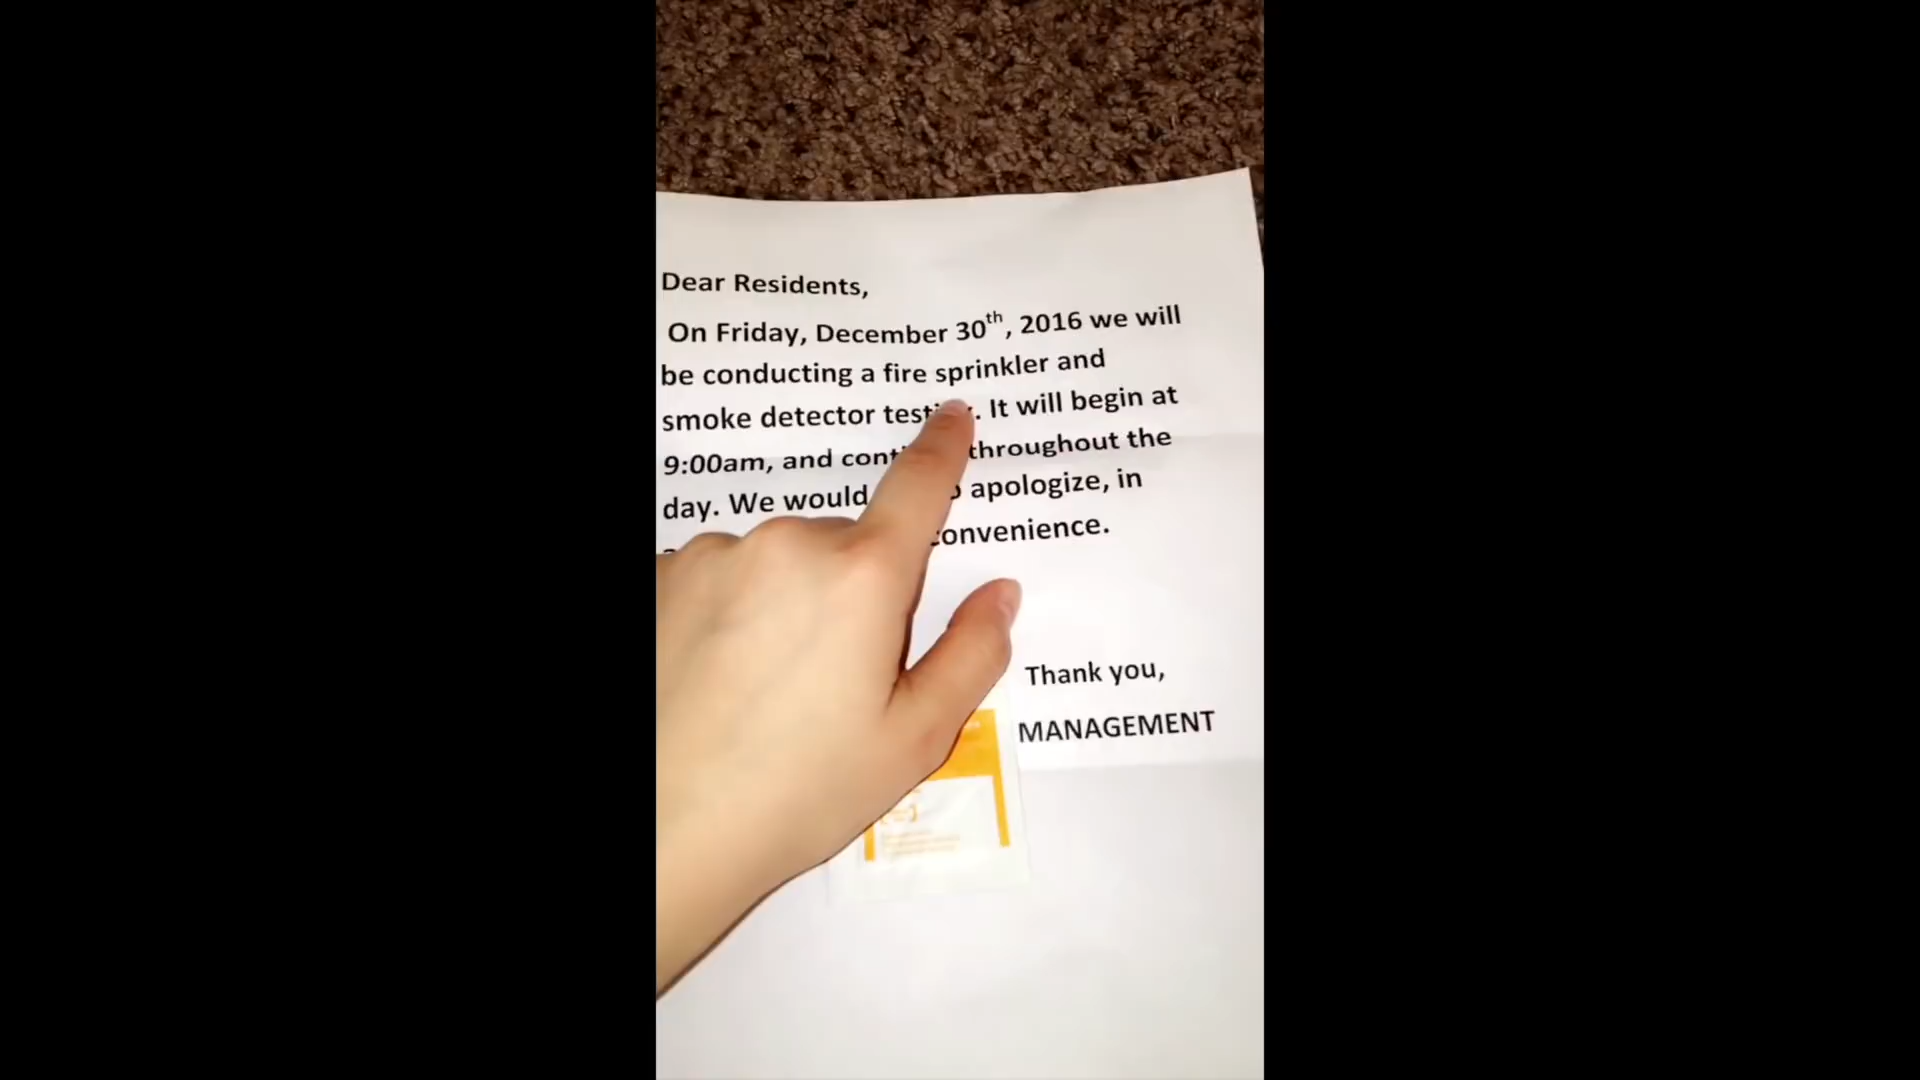 Dear Residents,
On Friday, December 30th, 2016 we will
be conducting a fire sprinkler and
smoke detector . It will begin at
9:00am, and throughout the
day. We would apologize, in
Thank you,
MANAGEMENT